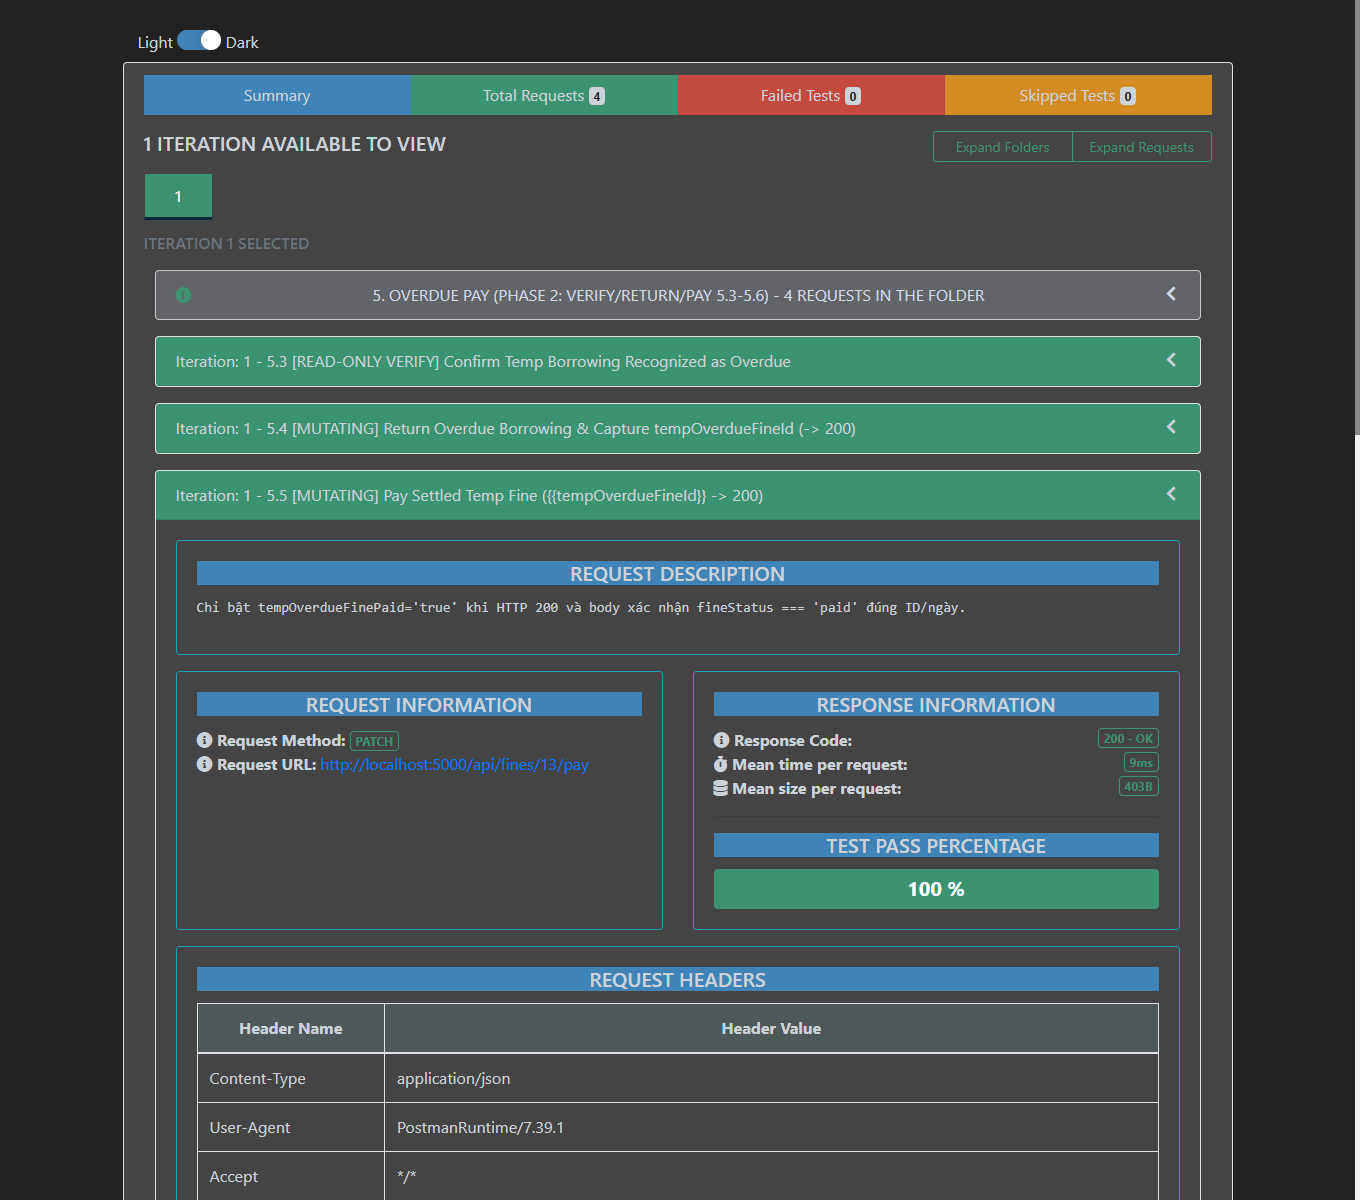 Light Dark
Summary
Total Requests 4
Failed Tests 0
Skipped Tests 0
1 ITERATION AVAILABLE TO VIEW
Expand Folders
Expand Requests
1
ITERATION 1 SELECTED
5. OVERDUE PAY (PHASE 2: VERIFY/RETURN/PAY 5.3-5.6) - 4 REQUESTS IN THE FOLDER
Iteration: 1 - 5.3 [READ-ONLY VERIFY] Confirm Temp Borrowing Recognized as Overdue
Iteration: 1 - 5.4 [MUTATING] Return Overdue Borrowing & Capture tempOverdueFineId (-> 200)
Iteration: 1 - 5.5 [MUTATING] Pay Settled Temp Fine ({{tempOverdueFineId}} -> 200)
REQUEST DESCRIPTION
Chỉ bật tempOverdueFinePaid='true' khi HTTP 200 và body xác nhận fineStatus === 'paid' đúng ID/ngày.
REQUEST INFORMATION
Request Method: PATCH
Request URL: http://localhost:5000/api/fines/13/pay
RESPONSE INFORMATION
Response Code: 200 - OK
Mean time per request: 9ms
Mean size per request: 403B
TEST PASS PERCENTAGE
100 %
REQUEST HEADERS
Header Name Header Value
Content-Type application/json
User-Agent PostmanRuntime/7.39.1
Accept */*